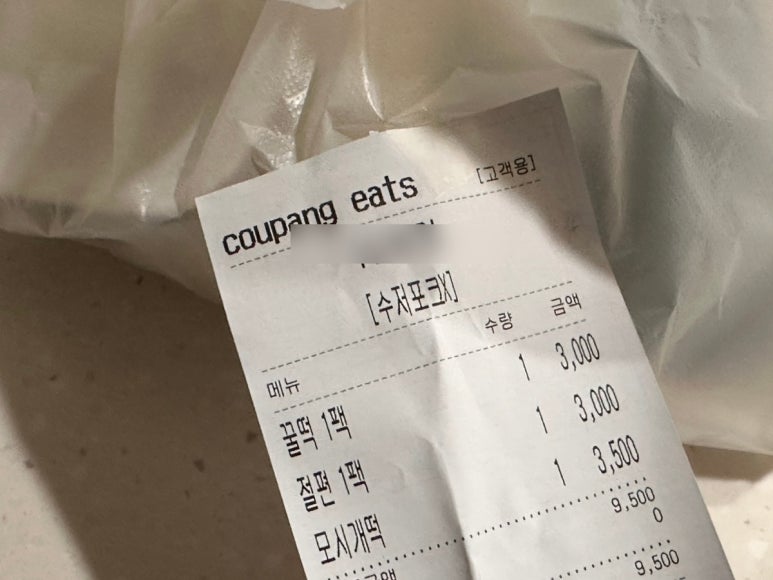 coupang eats [고객용]
[수저포크X]
메뉴 수량 금액
꿀떡 1팩 1 3,000
절편 1팩 1 3,000
모시개떡 1 3,500
9,500
0
9,500